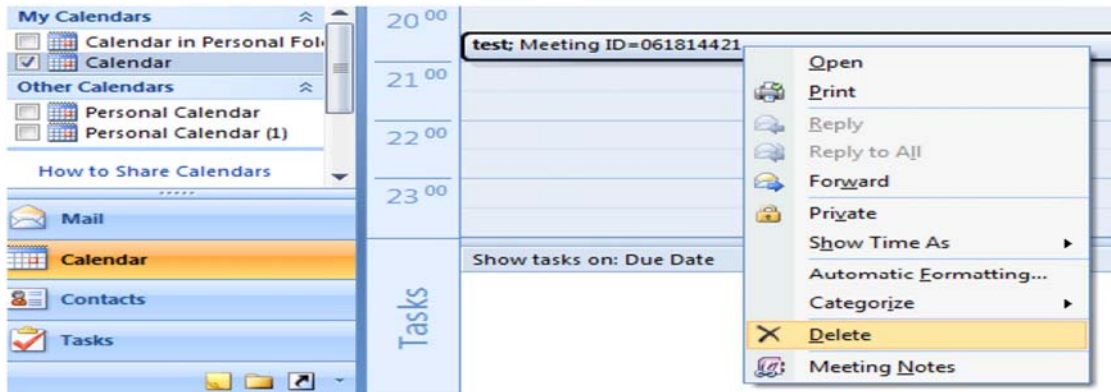 My Calendars
Calendar in Personal Fol
Calendar
Other Calendars
Personal Calendar
Personal Calendar (1)
How to Share Calendars
Mail
Calendar
Contacts
Tasks
20 00
test; Meeting ID=061814421
21 00
22 00
23 00
Show tasks on: Due Date
Tasks
Open
Print
Reply
Reply to All
Forward
Private
Show Time As
Automatic Formatting...
Categorize
Delete
Meeting Notes